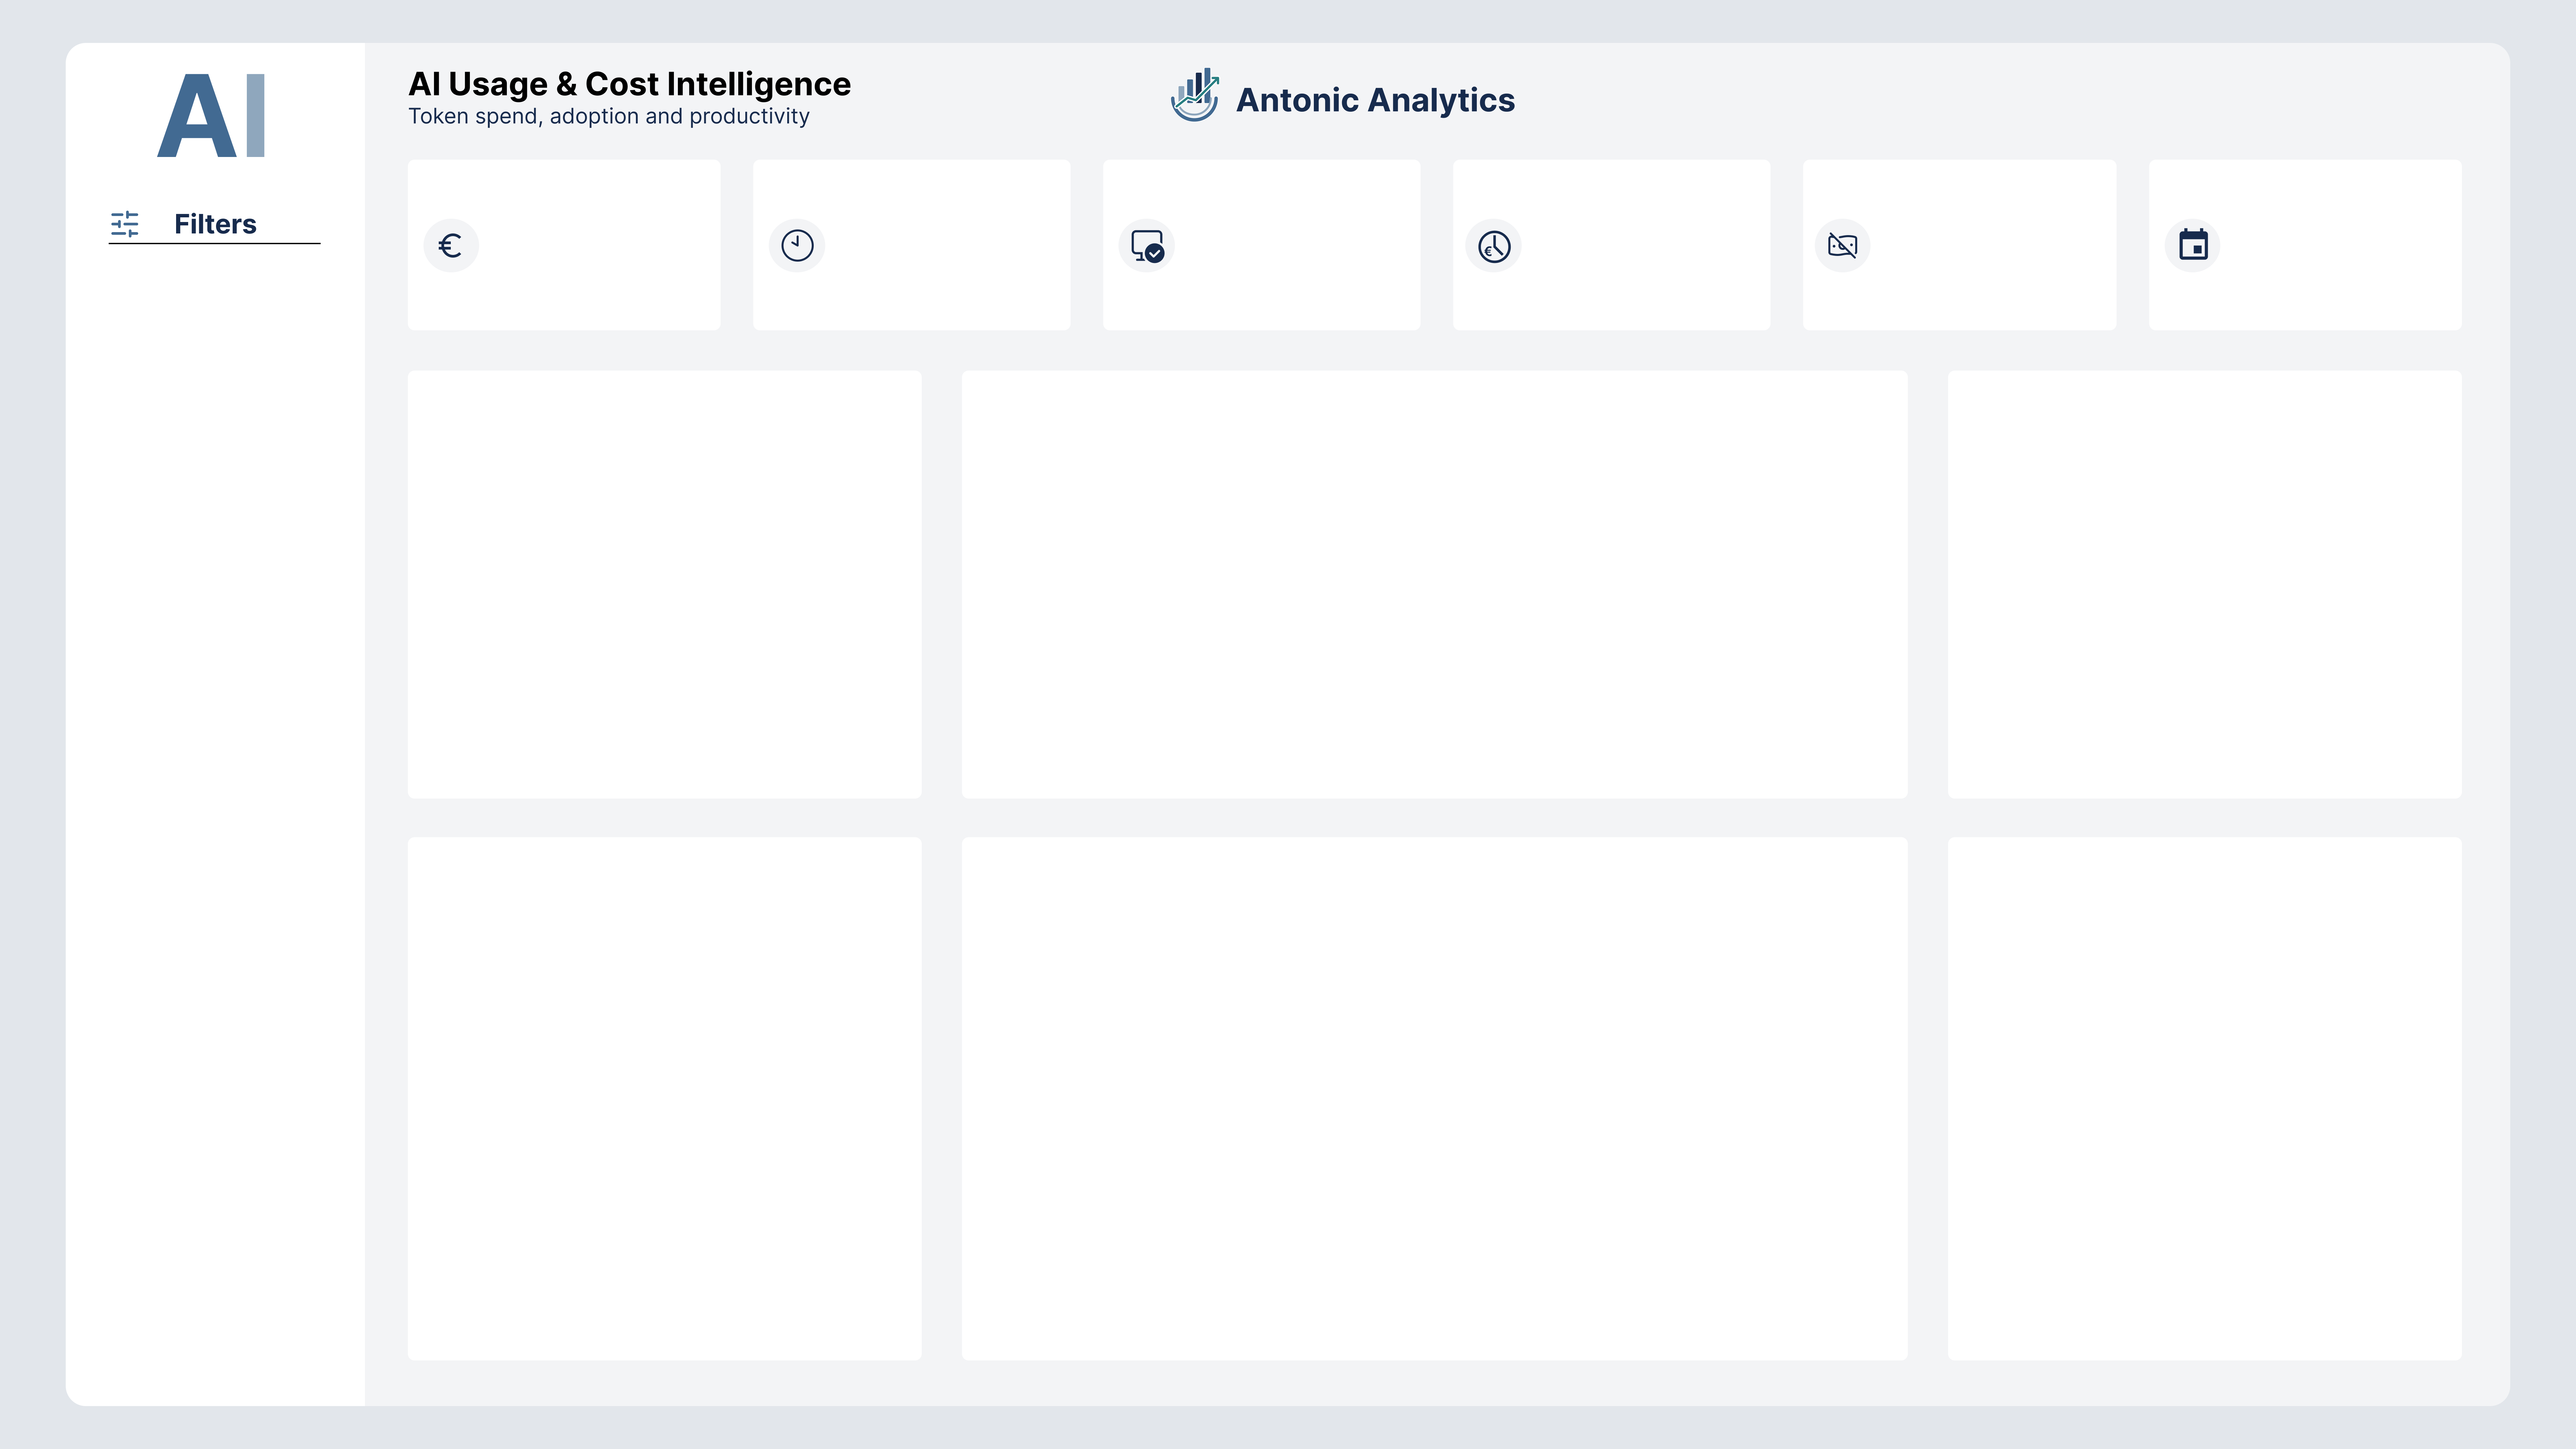 AI
AI Usage & Cost Intelligence
Token spend, adoption and productivity
Antonic Analytics
Filters
€
€